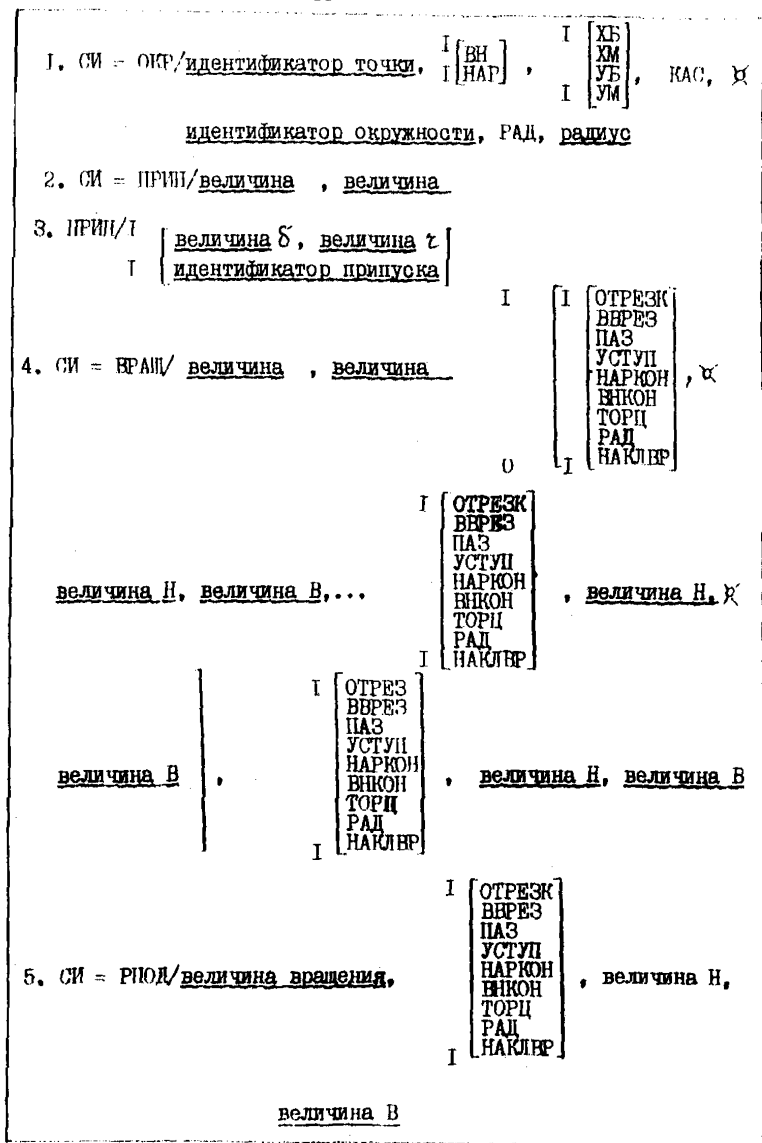 I. СИ = ОКР/идентификатор точки, I I [ВН НАР] , I I [ХБ ХМ УБ УМ], КАС, ¤
идентификатор окружности, РАД, радиус
2. СИ = ПРИП/величина , величина
3. ПРИП/I величина δ, величина τ
I идентификатор припуска
4. СИ = ВРАЩ/ величина , величина
I
0
I
I
[ОТРЕЗК
ВВРЕЗ
ПАЗ
УСТУП
НАРКОН
ВНКОН
ТОРЦ
РАД
НАКЛВР] , ¤
величина Н, величина В,...
I
I
[ОТРЕЗК
ВВРЕЗ
ПАЗ
УСТУП
НАРКОН
ВНКОН
ТОРЦ
РАД
НАКЛВР] , величина Н, ¤
величина В ,
I
I
[ОТРЕЗ
ВВРЕЗ
ПАЗ
УСТУП
НАРКОН
ВНКОН
ТОРЦ
РАД
НАКЛВР] , величина Н, величина В
5. СИ = РПОД/величина вращения,
I
I
[ОТРЕЗК
ВВРЕЗ
ПАЗ
УСТУП
НАРКОН
ВНКОН
ТОРЦ
РАД
НАКЛВР] , величина Н,
величина В